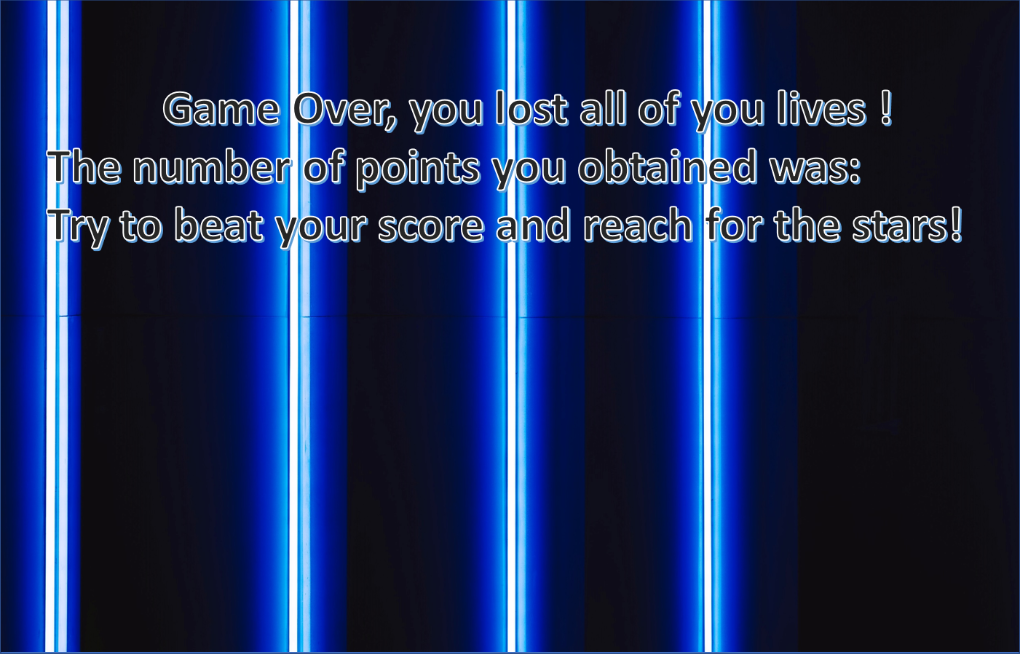 Game Over, you lost all of you lives !
The number of points you obtained was:
Try to beat your score and reach for the stars!